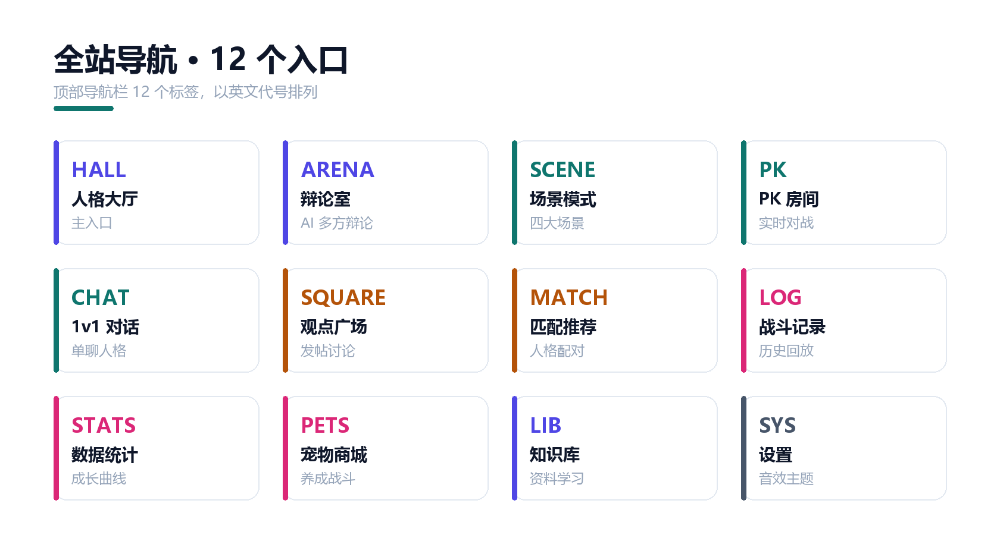 全站导航 • 12 个入口
顶部导航栏 12 个标签，以英文代号排列
HALL
人格大厅
主入口
ARENA
辩论室
AI 多方辩论
SCENE
场景模式
四大场景
PK
PK 房间
实时对战
CHAT
1v1 对话
单聊人格
SQUARE
观点广场
发帖讨论
MATCH
匹配推荐
人格配对
LOG
战斗记录
历史回放
STATS
数据统计
成长曲线
PETS
宠物商城
养成战斗
LIB
知识库
资料学习
SYS
设置
音效主题